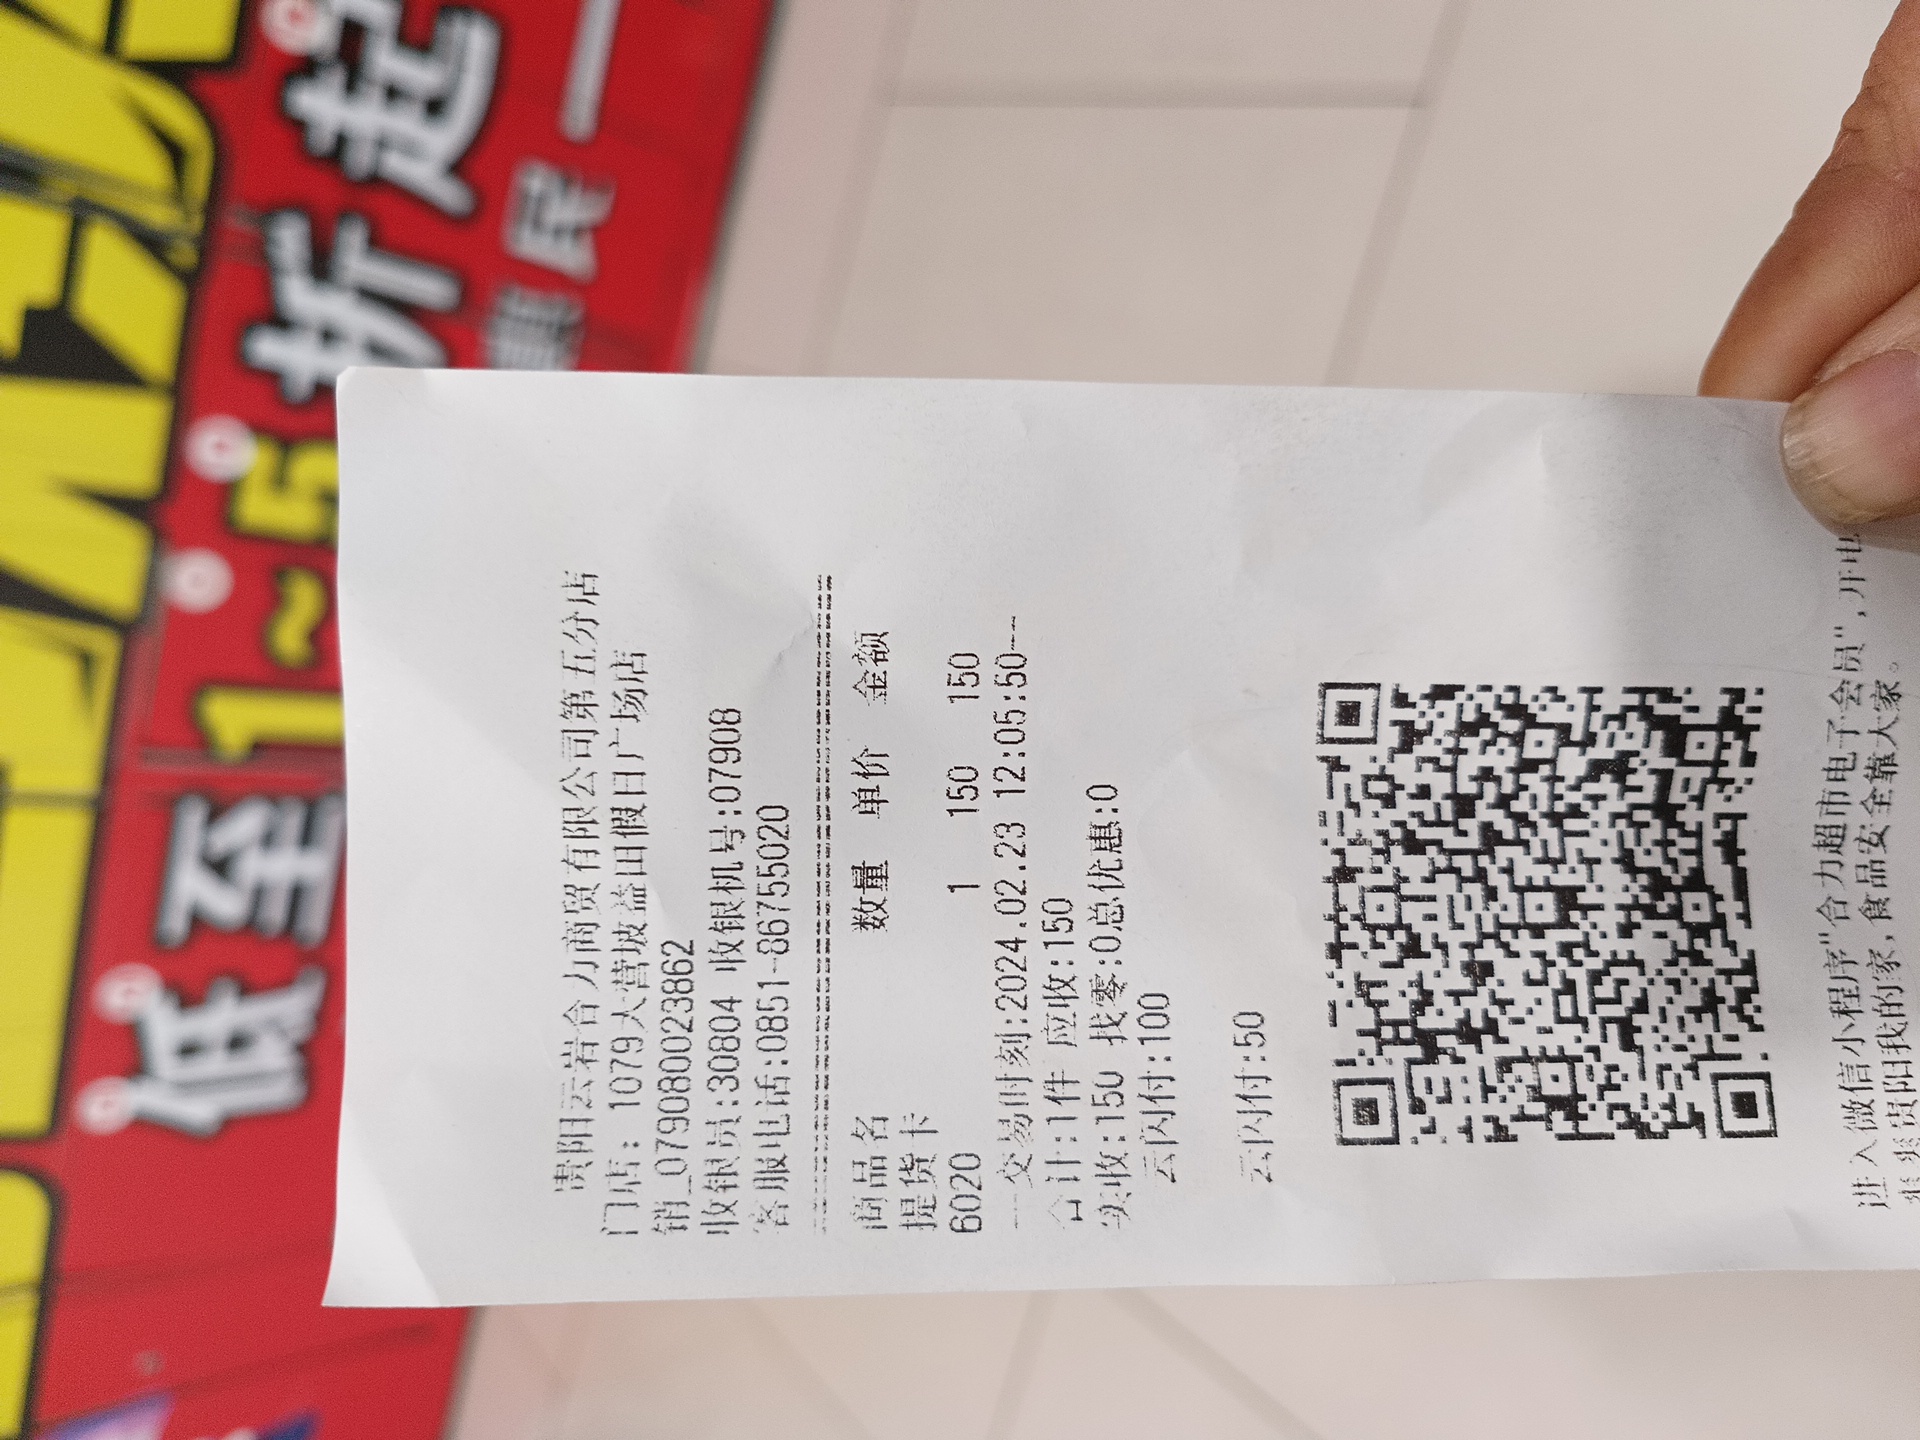 低至1~5折起
惠民
贵阳云岩合力商贸有限公司第五分店
门店: 1079大营坡益田假日广场店
销_079080023862
收银员:30804 收银机号:07908
客服电话:0851-86755020
商品名 数量 单价 金额
提货卡
6020 1 150 150
---交易时刻:2024.02.23 12:05:50---
合计:1件 应收:150
实收:150 找零:0总优惠:0
云闪付:100
云闪付:50
进入微信小程序"合力超市电子会员",开电
爽爽贵阳我的家,食品安全靠大家。